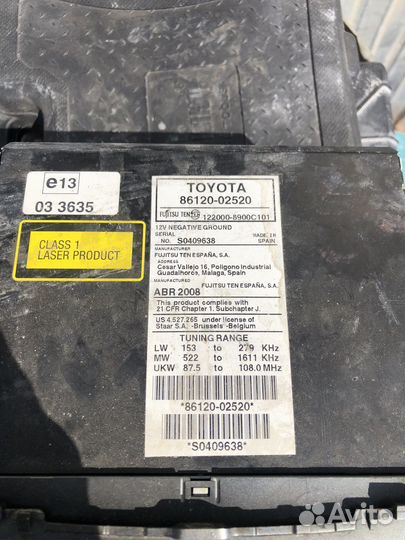 e13
03 3635
CLASS 1
LASER PRODUCT
TOYOTA
86120-02520
FUJITSU TEN 122000-8900C101
12V NEGATIVE GROUND
SERIAL NO. S0409638
MADE IN SPAIN
MANUFACTURER
FUJITSU TEN ESPAÑA, S.A.
ADDRESS
Cesar Vallejo 16, Poligono Industrial
Guadalhorce, Malaga, Spain
MANUFACTURED
FUJITSU TEN ESPAÑA, S.A.
ABR 2008
This product complies with
21 CFR Chapter 1. Subchapter J.
US 4.527.265 under license of
Staar S.A. -Brussels -Belgium
TUNING RANGE
LW 153 to 279 KHz
MW 522 to 1611 KHz
UKW 87.5 to 108.0 MHz
*86120-02520*
*S0409638*
Avito